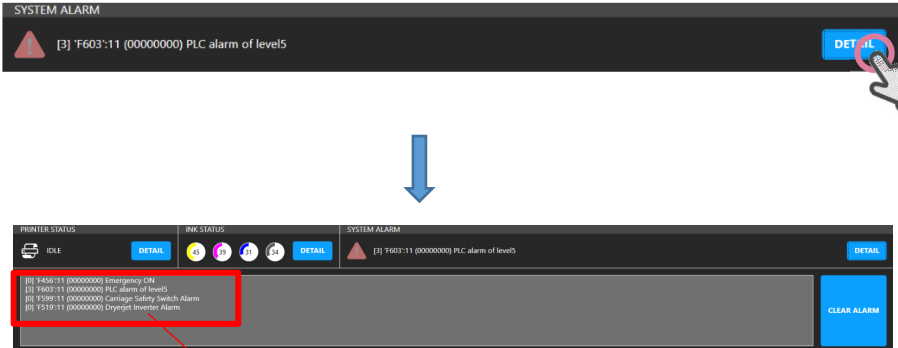 SYSTEM ALARM
[3] 'F603':11 (00000000) PLC alarm of level5
DETAIL
PRINTER STATUS
INK STATUS
SYSTEM ALARM
IDLE
DETAIL
45
39
31
34
DETAIL
[3] 'F603':11 (00000000) PLC alarm of level5
DETAIL
[0] 'F456':11 (00000000) Emergency ON
[3] 'F603':11 (00000000) PLC alarm of level5
[0] 'F599':11 (00000000) Carriage Safety Switch Alarm
[0] 'F519':11 (00000000) Dryerjet Inverter Alarm
CLEAR ALARM